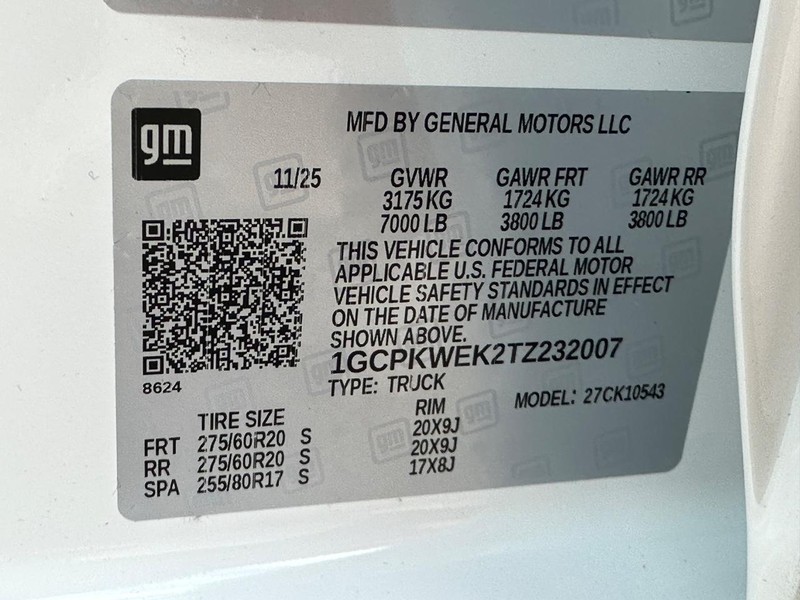 gm
MFD BY GENERAL MOTORS LLC
11/25 GVWR GAWR FRT GAWR RR
3175 KG 1724 KG 1724 KG
7000 LB 3800 LB 3800 LB
THIS VEHICLE CONFORMS TO ALL
APPLICABLE U.S. FEDERAL MOTOR
VEHICLE SAFETY STANDARDS IN EFFECT
ON THE DATE OF MANUFACTURE
SHOWN ABOVE.
1GCPKWEK2TZ232007
8624
TYPE: TRUCK MODEL: 27CK10543
TIRE SIZE RIM
FRT 275/60R20 S 20X9J
RR 275/60R20 S 20X9J
SPA 255/80R17 S 17X8J